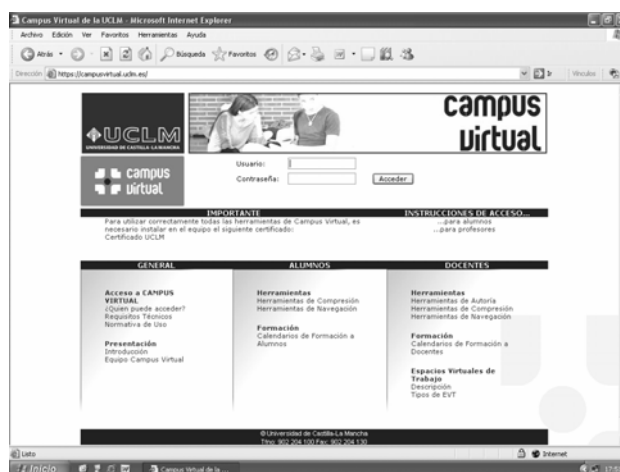 Campus Virtual de la UCLM - Microsoft Internet Explorer
Archivo Edición Ver Favoritos Herramientas Ayuda
Atrás Búsqueda Favoritos
Dirección https://campusvirtual.uclm.es/ Ir Vínculos
UCLM
UNIVERSIDAD DE CASTILLA-LA MANCHA
campus virtual
campus
virtual
Usuario:
Contraseña: Acceder
IMPORTANTE
Para utilizar correctamente todas las herramientas de Campus Virtual, es
necesario instalar en el equipo el siguiente certificado:
Certificado UCLM
INSTRUCCIONES DE ACCESO...
...para alumnos
...para profesores
GENERAL
Acceso a CAMPUS
VIRTUAL
¿Quien puede acceder?
Requisitos Técnicos
Normativa de Uso
Presentación
Introducción
Equipo Campus Virtual
ALUMNOS
Herramientas
Herramientas de Compresión
Herramientas de Navegación
Formación
Calendarios de Formación a
Alumnos
DOCENTES
Herramientas
Herramientas de Autoría
Herramientas de Compresión
Herramientas de Navegación
Formación
Calendarios de Formación a
Docentes
Espacios Virtuales de
Trabajo
Descripción
Tipos de EVT
© Universidad de Castilla-La Mancha
Tfno: 902 204 100 Fax: 902 204 130
Listo Internet
Inicio Campus Virtual de la ...